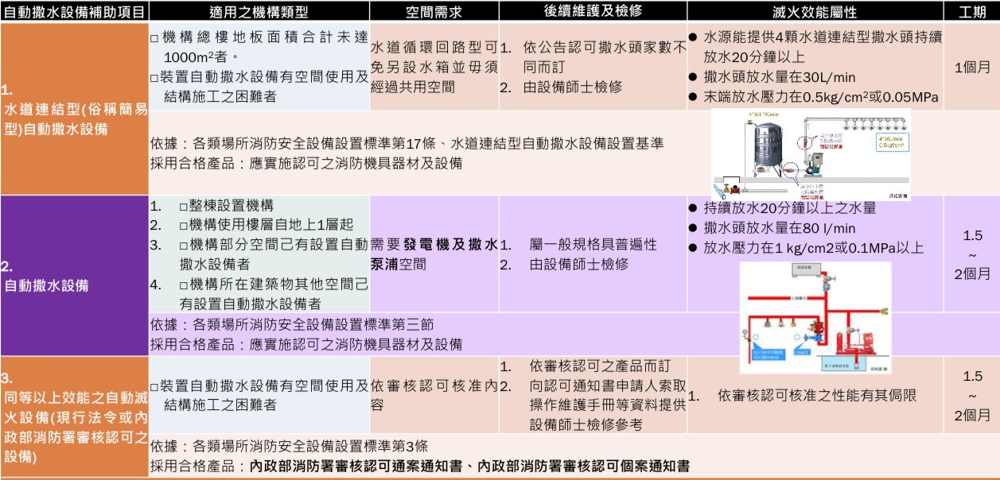 自動撒水設備補助項目 適用之機構類型 空間需求 後續維護及檢修 滅火效能屬性 工期
1.
水道連結型(俗稱簡易
型)自動撒水設備
□機構總樓地板面積合計未達
1000m²者。
□裝置自動撒水設備有空間使用及
結構施工之困難者
水道循環回路型可
免另設水箱並毋須
經過共用空間
1. 依公告認可撒水頭家數不
同而訂
2. 由設備師士檢修
● 水源能提供4顆水道連結型撒水頭持續
放水20分鐘以上
● 撒水頭放水量在30L/min
● 末端放水壓力在0.5kg/cm²或0.05MPa
1個月
依據：各類場所消防安全設備設置標準第17條、水道連結型自動撒水設備設置基準
採用合格產品：應實施認可之消防機具器材及設備
4*30L*20min
4*30L/min
0.5kgf/cm²
2.
自動撒水設備
1. □整棟設置機構
2. □機構使用樓層自地上1層起
3. □機構部分空間己有設置自動
撒水設備者
4. □機構所在建築物其他空間己
有設置自動撒水設備者
需要發電機及撒水
泵浦空間
1. 屬一般規格具普遍性
2. 由設備師士檢修
● 持續放水20分鐘以上之水量
● 撒水頭放水量在80 l/min
● 放水壓力在1 kg/cm2或0.1MPa以上
1.5
~
2個月
依據：各類場所消防安全設備設置標準第三節
採用合格產品：應實施認可之消防機具器材及設備
3.
同等以上效能之自動滅
火設備(現行法令或內
政部消防署審核認可之
設備)
□裝置自動撒水設備有空間使用及
結構施工之困難者
依審核認可核准內
容
1. 依審核認可之產品而訂
2. 向認可通知書申請人索取
操作維護手冊等資料提供
設備師士檢修參考
1. 依審核認可核准之性能有其侷限
1.5
~
2個月
依據：各類場所消防安全設備設置標準第3條
採用合格產品：內政部消防署審核認可通案通知書、內政部消防署審核認可個案通知書